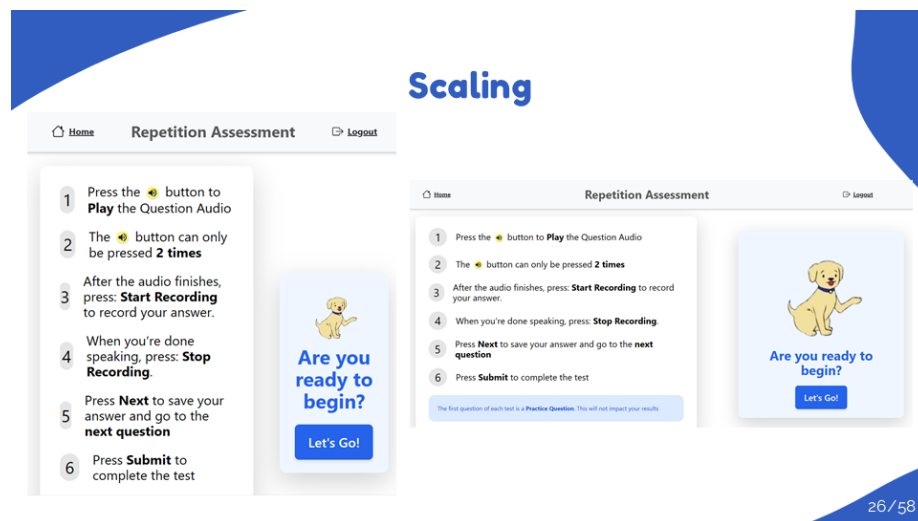 Scaling
Home
Repetition Assessment
Logout
1
Press the button to
Play the Question Audio
2
The button can only
be pressed 2 times
3
After the audio finishes,
press: Start Recording
to record your answer.
4
When you're done
speaking, press: Stop
Recording.
5
Press Next to save your
answer and go to the
next question
6
Press Submit to
complete the test
Are you
ready to
begin?
Let's Go!
Home
Repetition Assessment
Logout
1
Press the button to Play the Question Audio
2
The button can only be pressed 2 times
3
After the audio finishes, press: Start Recording to record
your answer.
4
When you're done speaking, press: Stop Recording.
5
Press Next to save your answer and go to the next
question
6
Press Submit to complete the test
The first question of each test is a Practice Question. This will not impact your results
Are you ready to
begin?
Let's Go!
26/58